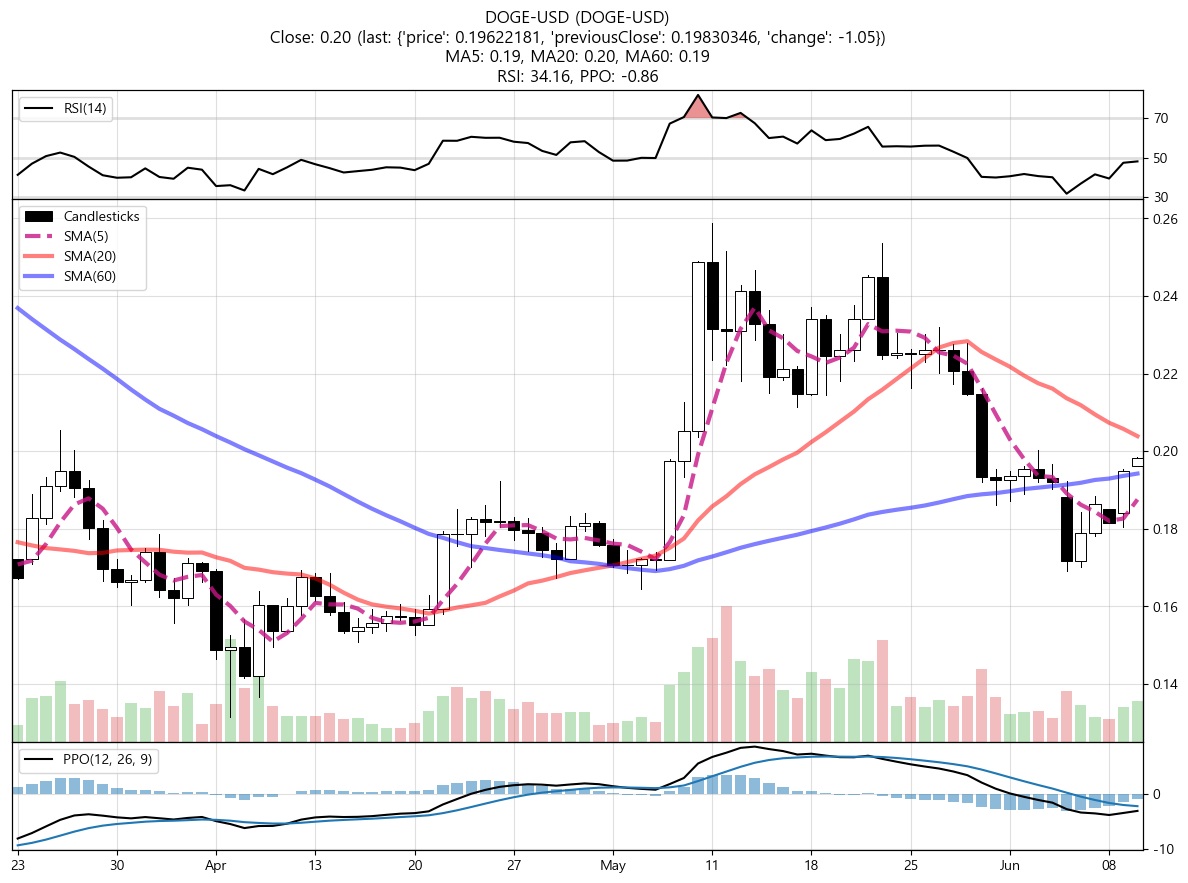 DOGE-USD (DOGE-USD)
Close: 0.20 (last: {'price': 0.19622181, 'previousClose': 0.19830346, 'change': -1.05})
MA5: 0.19, MA20: 0.20, MA60: 0.19
RSI: 34.16, PPO: -0.86
RSI(14)
70
50
30
Candlesticks
SMA(5)
SMA(20)
SMA(60)
0.26
0.24
0.22
0.20
0.18
0.16
0.14
PPO(12, 26, 9)
0
-10
23 30 Apr 13 20 27 May 11 18 25 Jun 08